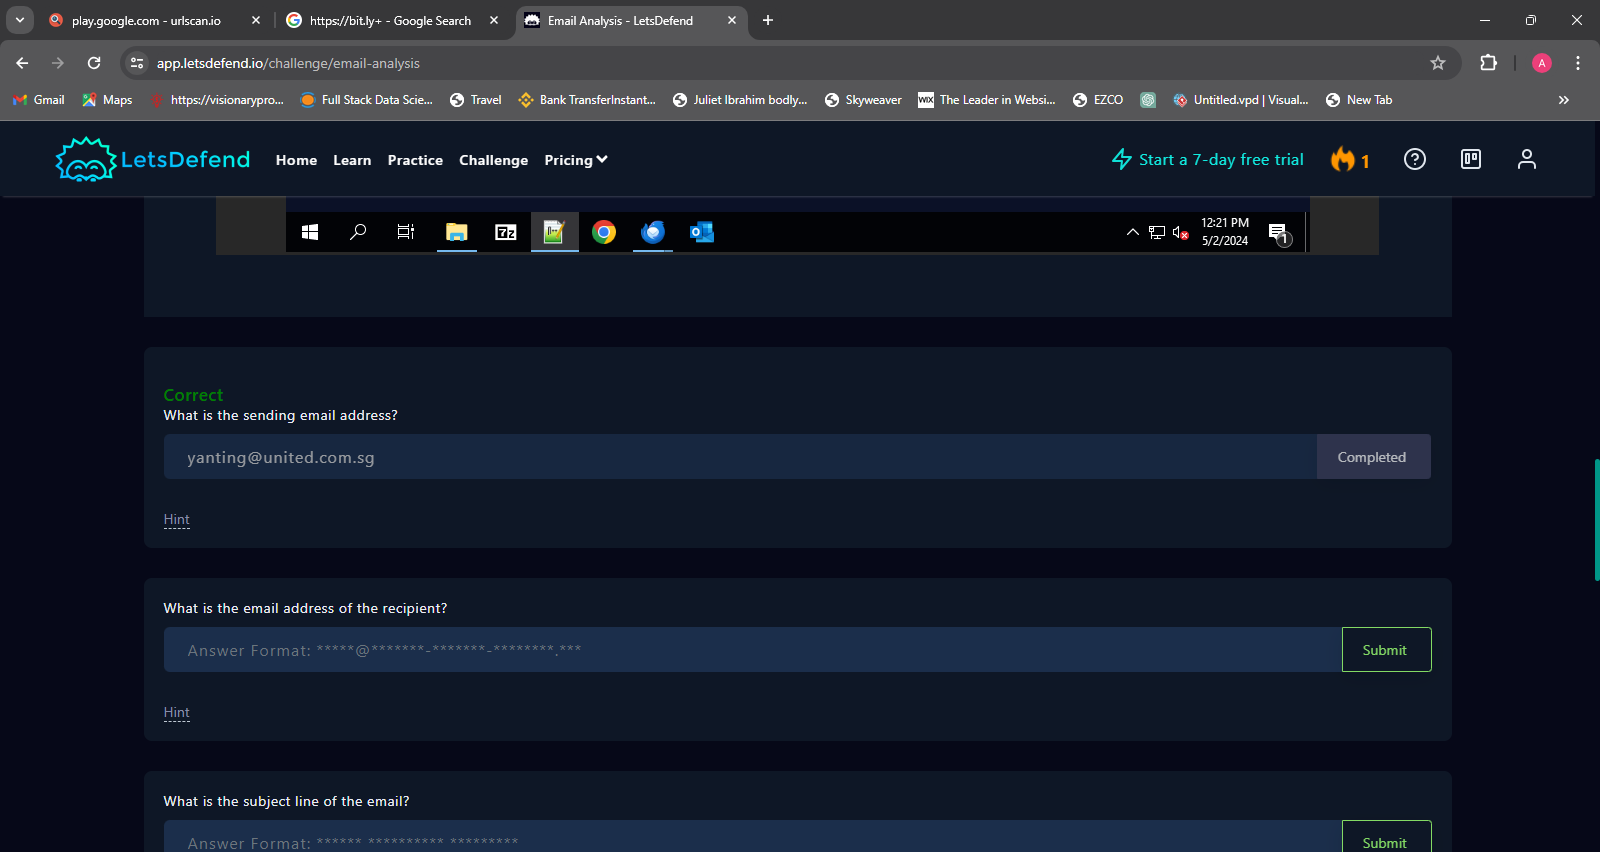 play.google.com - urlscan.io
https://bit.ly+ - Google Search
Email Analysis - LetsDefend
app.letsdefend.io/challenge/email-analysis
A
Gmail
Maps
https://visionarypro...
Full Stack Data Scie...
Travel
Bank TransferInstant...
Juliet Ibrahim bodly...
Skyweaver
WIX
The Leader in Websi...
EZCO
Untitled.vpd | Visual...
New Tab
LetsDefend
Home
Learn
Practice
Challenge
Pricing
Start a 7-day free trial
1
7z
12:21 PM
5/2/2024
1
Correct
What is the sending email address?
yanting@united.com.sg
Completed
Hint
What is the email address of the recipient?
Answer Format: *****@*******-*******-********.***
Submit
Hint
What is the subject line of the email?
Answer Format: ****** ********** *********
Submit